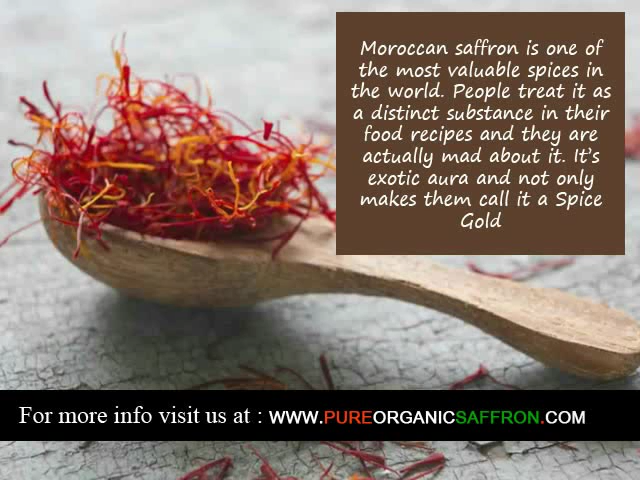 Moroccan saffron is one of
the most valuable spices in
the world. People treat it as
a distinct substance in their
food recipes and they are
actually mad about it. It's
exotic aura and not only
makes them call it a Spice
Gold
For more info visit us at : WWW.PUREORGANICSAFFRON.COM